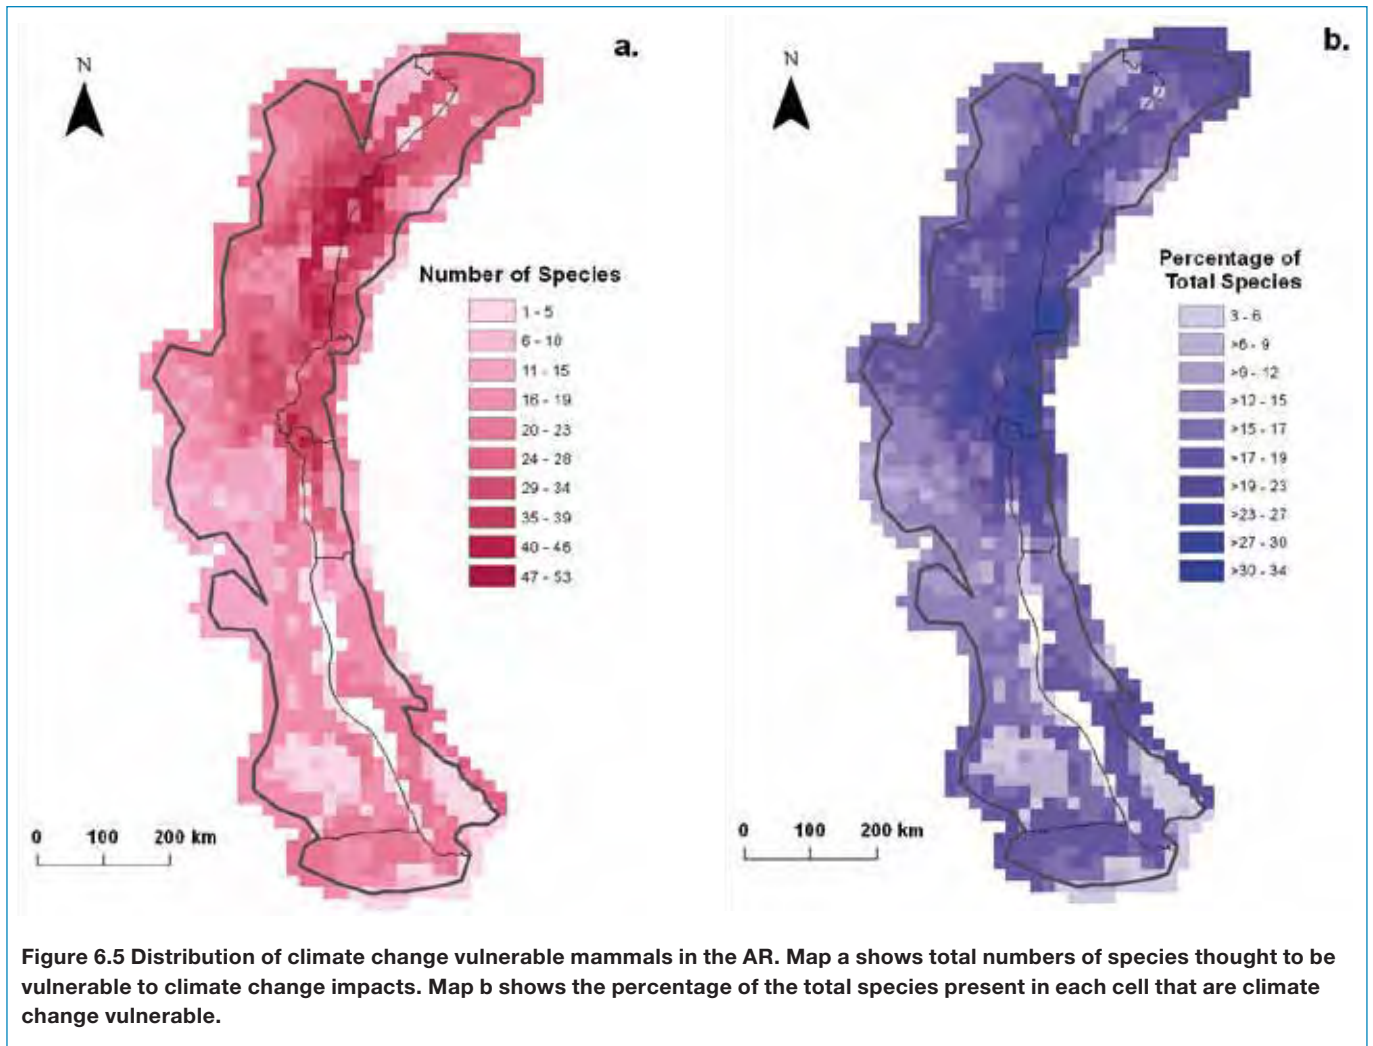 a.
N
Number of Species
1 - 5
6 - 10
11 - 15
16 - 19
20 - 23
24 - 28
29 - 34
35 - 39
40 - 46
47 - 53
0 100 200 km
b.
N
Percentage of
Total Species
3 - 6
>6 - 9
>9 - 12
>12 - 15
>15 - 17
>17 - 19
>19 - 23
>23 - 27
>27 - 30
>30 - 34
0 100 200 km
Figure 6.5 Distribution of climate change vulnerable mammals in the AR. Map a shows total numbers of species thought to be
vulnerable to climate change impacts. Map b shows the percentage of the total species present in each cell that are climate
change vulnerable.